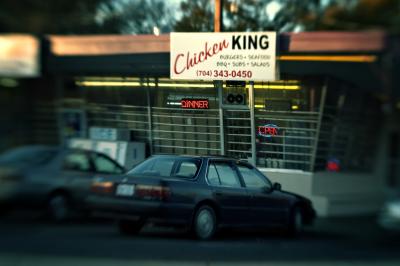 Chicken KING
BURGERS • SEAFOOD
BBQ • SUBS • SALADS
(704) 343-0450
DINNER
OPEN